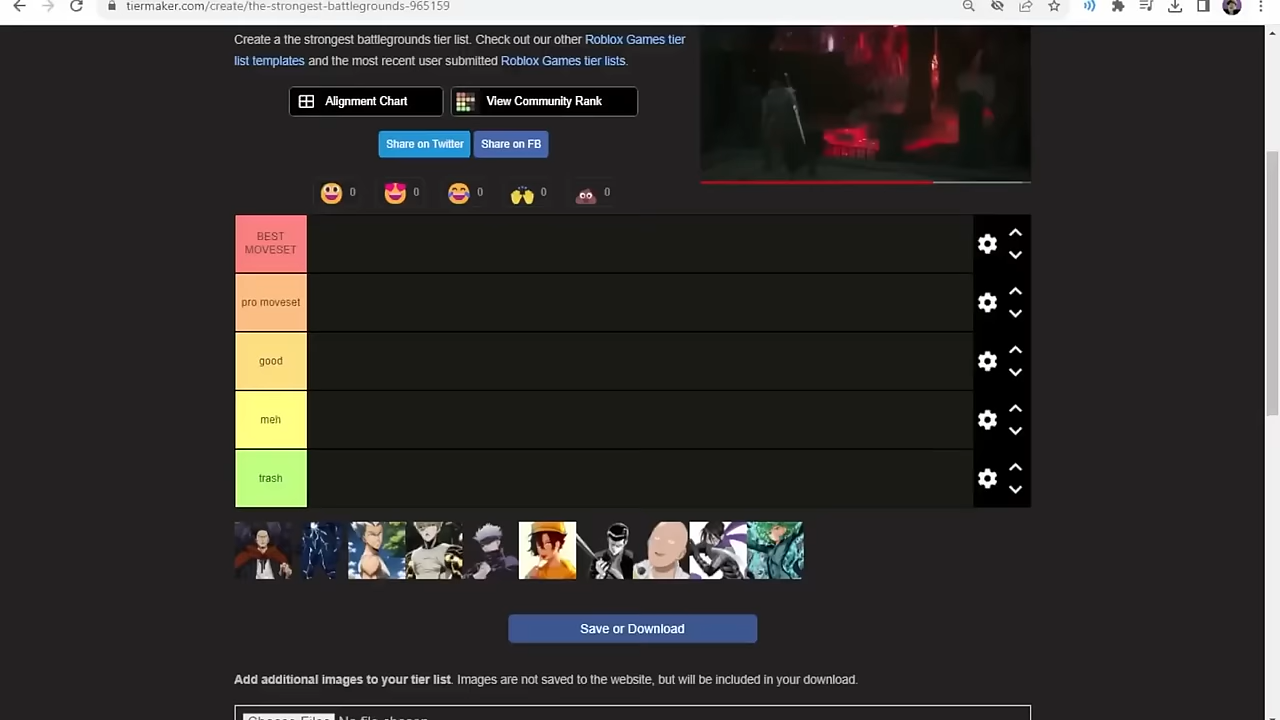 tiermaker.com/create/the-strongest-battlegrounds-965159
Create a the strongest battlegrounds tier list. Check out our other Roblox Games tier
list templates and the most recent user submitted Roblox Games tier lists.
Alignment Chart
View Community Rank
Share on Twitter
Share on FB
0
0
0
0
0
BEST
MOVESET
pro moveset
good
meh
trash
Save or Download
Add additional images to your tier list. Images are not saved to the website, but will be included in your download.
Choose Files No file chosen